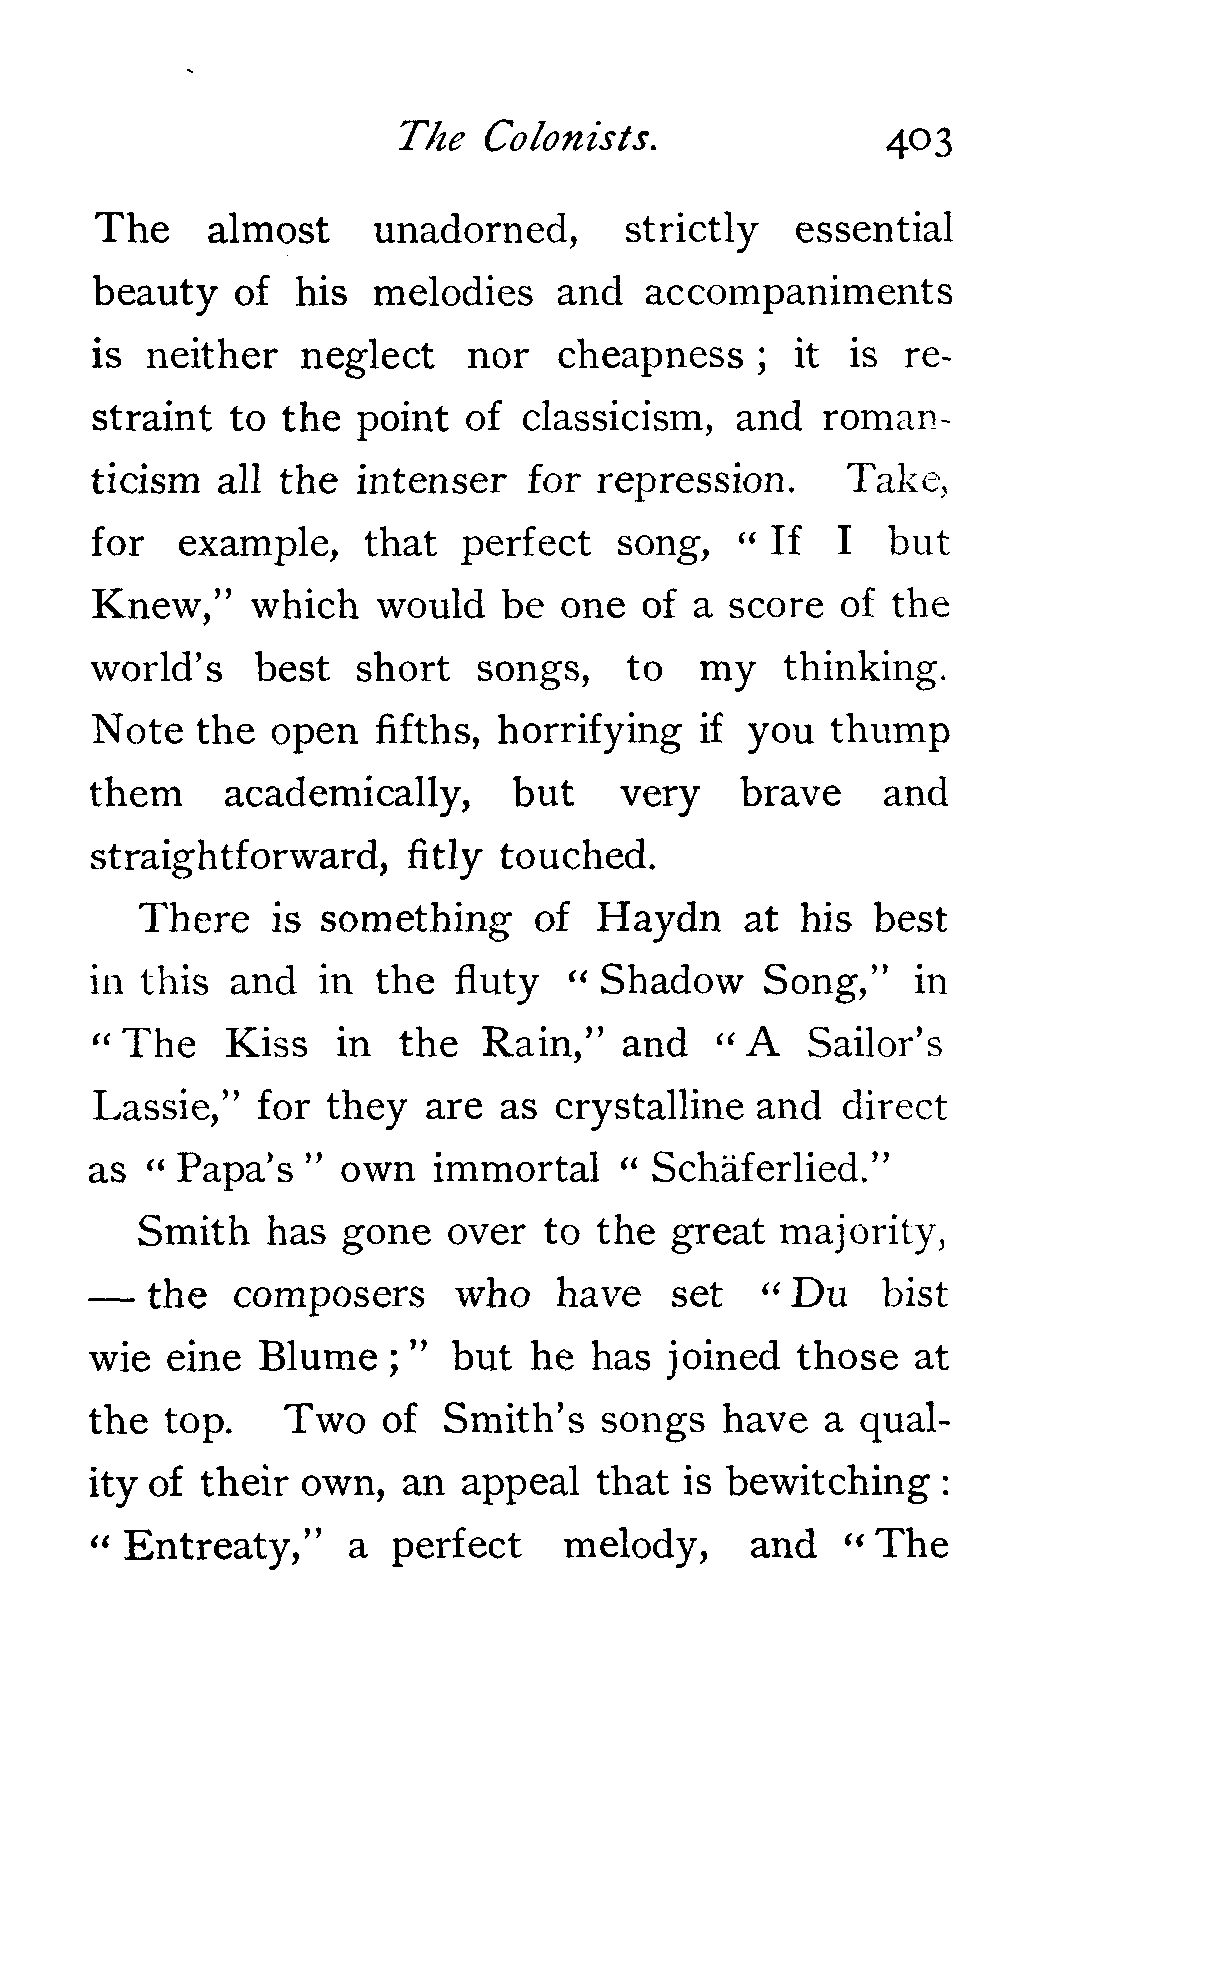 The Colonists. 403
The almost unadorned, strictly essential
beauty of his melodies and accompaniments
is neither neglect nor cheapness ; it is re-
straint to the point of classicism, and roman-
ticism all the intenser for repression. Take,
for example, that perfect song, " If I but
Knew," which would be one of a score of the
world's best short songs, to my thinking.
Note the open fifths, horrifying if you thump
them academically, but very brave and
straightforward, fitly touched.
There is something of Haydn at his best
in this and in the fluty " Shadow Song," in
" The Kiss in the Rain," and " A Sailor's
Lassie," for they are as crystalline and direct
as " Papa's " own immortal " Schäferlied."
Smith has gone over to the great majority,
— the composers who have set " Du bist
wie eine Blume ; " but he has joined those at
the top. Two of Smith's songs have a qual-
ity of their own, an appeal that is bewitching :
" Entreaty," a perfect melody, and " The